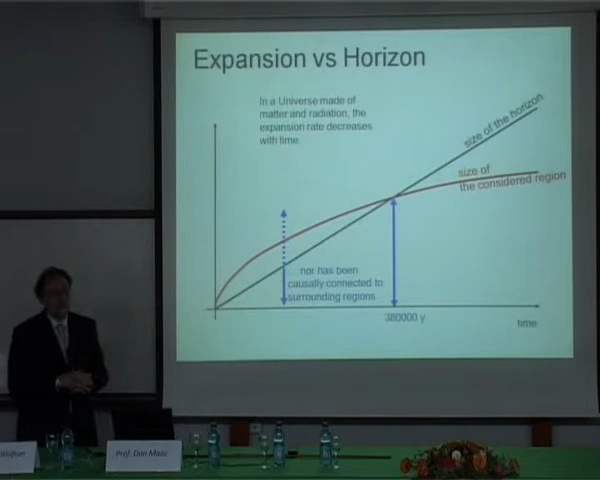 Expansion vs Horizon
In a Universe made of
matter and radiation, the
expansion rate decreases
with time.
size of the horizon
size of
the considered region
nor has been
causally connected to
surrounding regions
380000 y
time
Prof. Dan